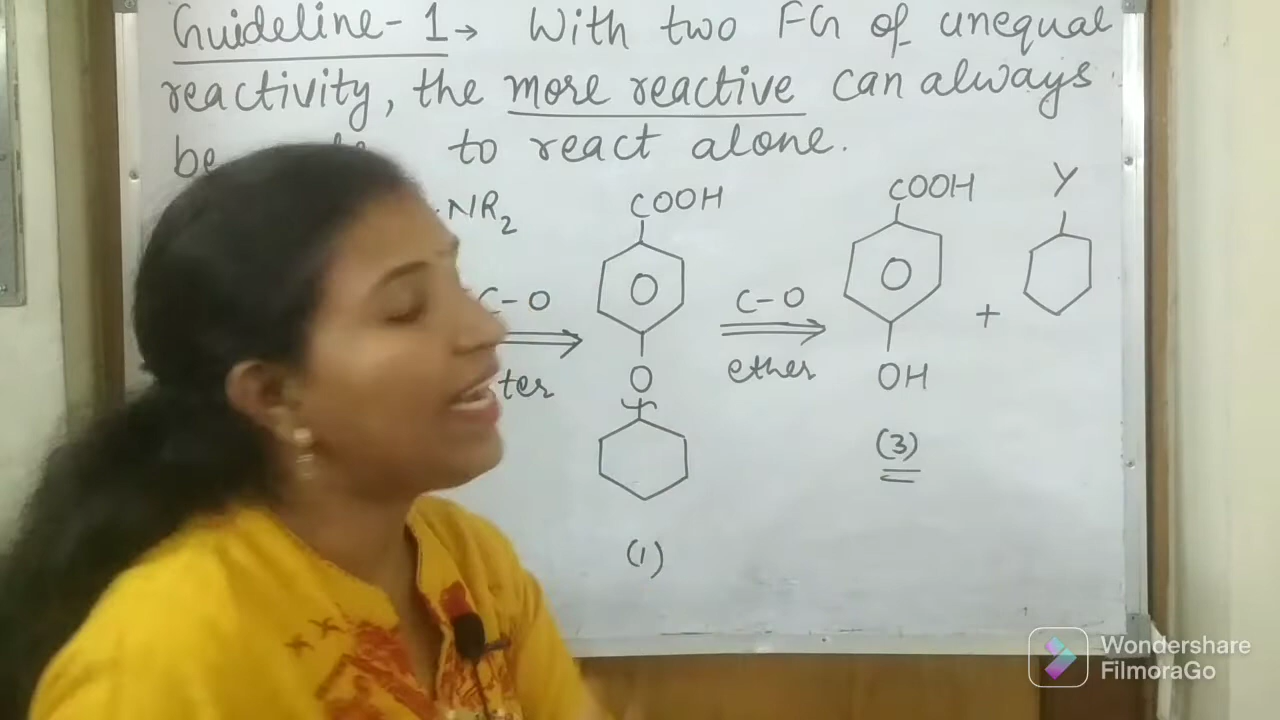 Guideline-1→ With two FG of unequal
reactivity, the more reactive can always
be to react alone.
NR2
COOH
C-O
O
(1)
C-O
ether
COOH
OH
(3)
+
Y
Wondershare
FilmoraGo